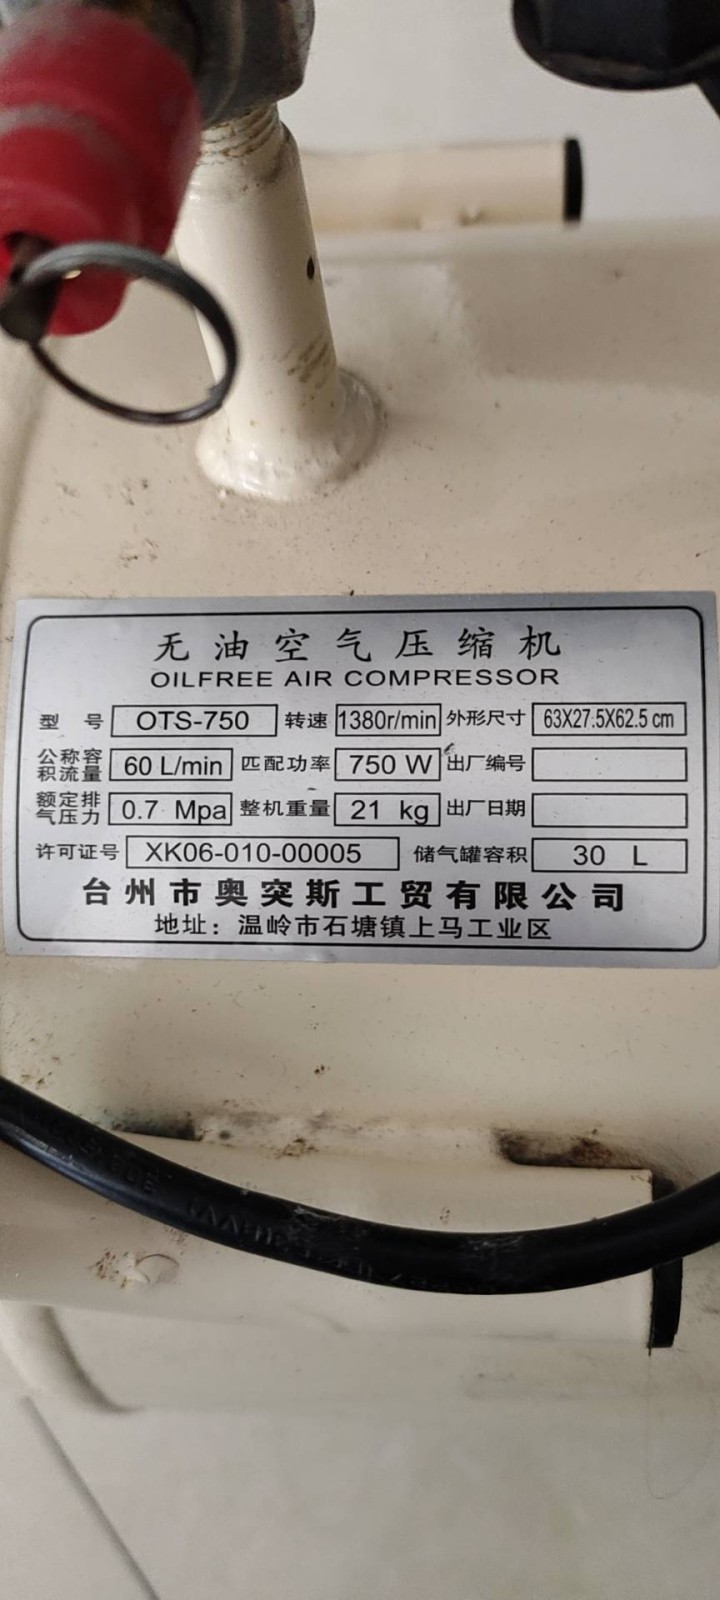 无油空气压缩机
OILFREE AIR COMPRESSOR
型号 OTS-750 转速 1380r/min 外形尺寸 63X27.5X62.5 cm
公称容积流量 60 L/min 匹配功率 750 W 出厂编号
额定排气压力 0.7 Mpa 整机重量 21 kg 出厂日期
许可证号 XK06-010-00005 储气罐容积 30 L
台州市奥突斯工贸有限公司
地址：温岭市石塘镇上马工业区